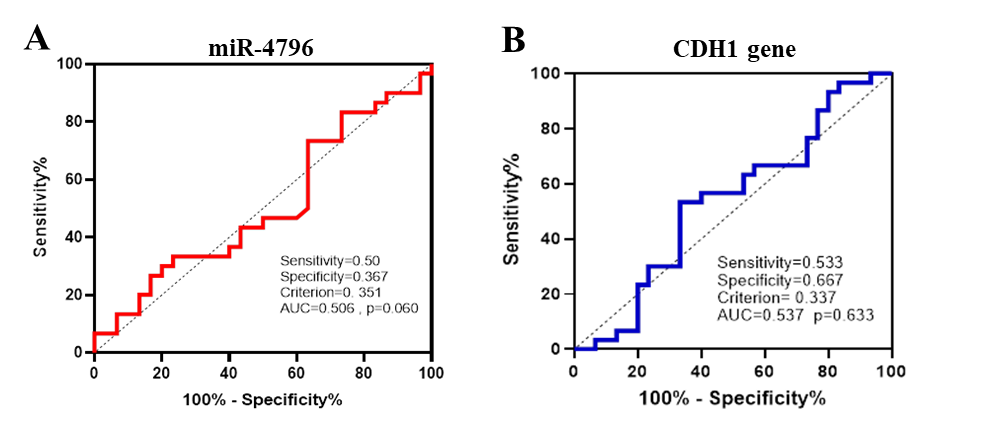 A
miR-4796
100
80
60
40
20
0
Sensitivity%
Sensitivity=0.50
Specificity=0.367
Criterion=0. 351
AUC=0.506 , p=0.060
0 20 40 60 80 100
100% - Specificity%
B
CDH1 gene
100
80
60
40
20
0
Sensitivity%
Sensitivity=0.533
Specificity=0.667
Criterion= 0.337
AUC=0.537 p=0.633
0 20 40 60 80 100
100% - Specificity%